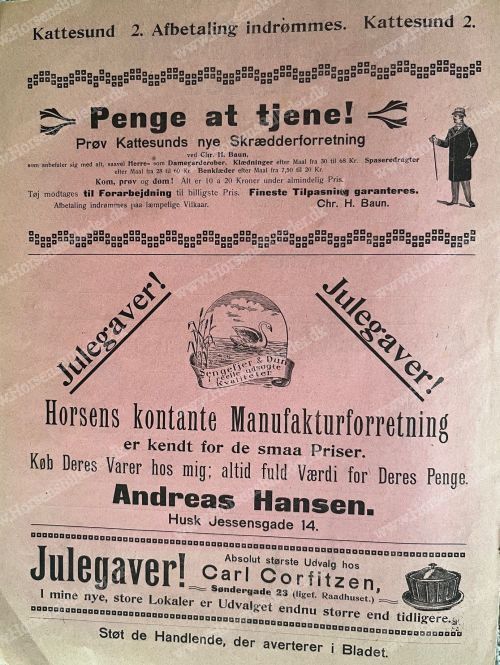 Kattesund 2. Afbetaling indrømmes. Kattesund 2.
Penge at tjene!
Prøv Kattesunds nye Skrædderforretning
ved Chr. H. Baun.
som anbefaler sig med alt, saavel Herre- som Damegarderober. Klædninger efter Maal fra 30 til 68 Kr. Spaseredragter
efter Maal fra 28 til 60 Kr. Benklæder efter Maal fra 7,50 til 20 Kr.
Kom, prøv og døm! Alt er 10 a 20 Kroner under almindelig Pris.
Tøj modtages til Forarbejdning til billigste Pris. Fineste Tilpasning garanteres.
Afbetaling indrømmes paa læmpelige Vilkaar. Chr. H. Baun.
Julegaver!
Julegaver!
Sengefjer & Dun
i reelle udsøgte
Kvaliteter
Horsens kontante Manufakturforretning
er kendt for de smaa Priser.
Køb Deres Varer hos mig; altid fuld Værdi for Deres Penge.
Andreas Hansen.
Husk Jessensgade 14.
Julegaver!
Absolut største Udvalg hos
Carl Corfitzen,
Søndergade 23 (ligef. Raadhuset.)
I mine nye, store Lokaler er Udvalget endnu større end tidligere.
Støt de Handlende, der averterer i Bladet.